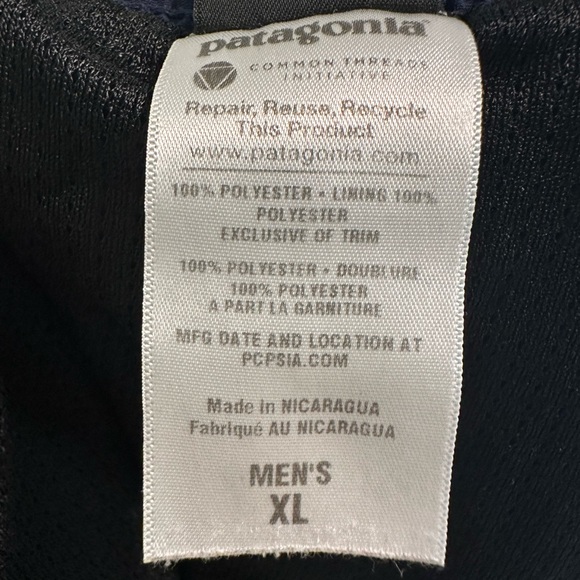 patagonia
COMMON THREADS
INITIATIVE
Repair, Reuse, Recycle
This Product
www.patagonia.com
100% POLYESTER • LINING 100%
POLYESTER
EXCLUSIVE OF TRIM
100% POLYESTER • DOUBLURE
100% POLYESTER
A PART LA GARNITURE
MFG DATE AND LOCATION AT
PCPSIA.COM
Made in NICARAGUA
Fabriqué AU NICARAGUA
MEN'S
XL